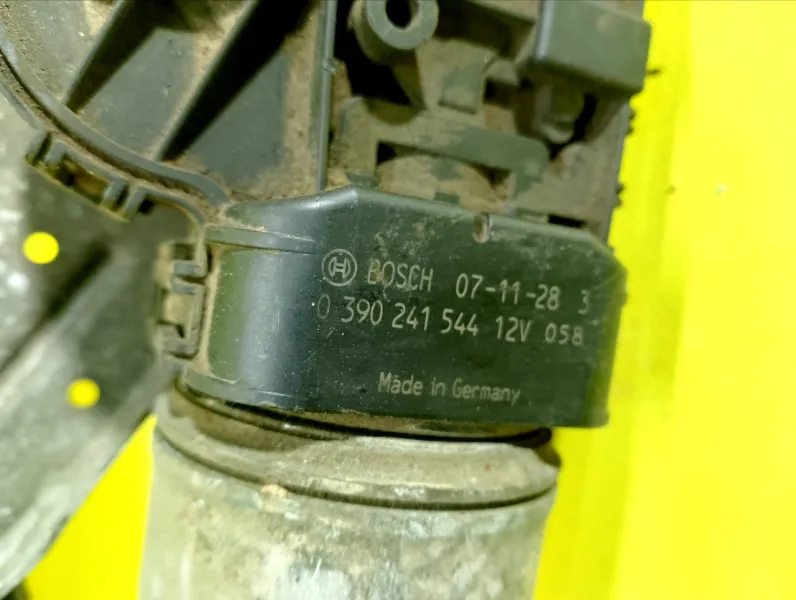 BOSCH 07-11-28 3
0 390 241 544 12V 058
Made in Germany